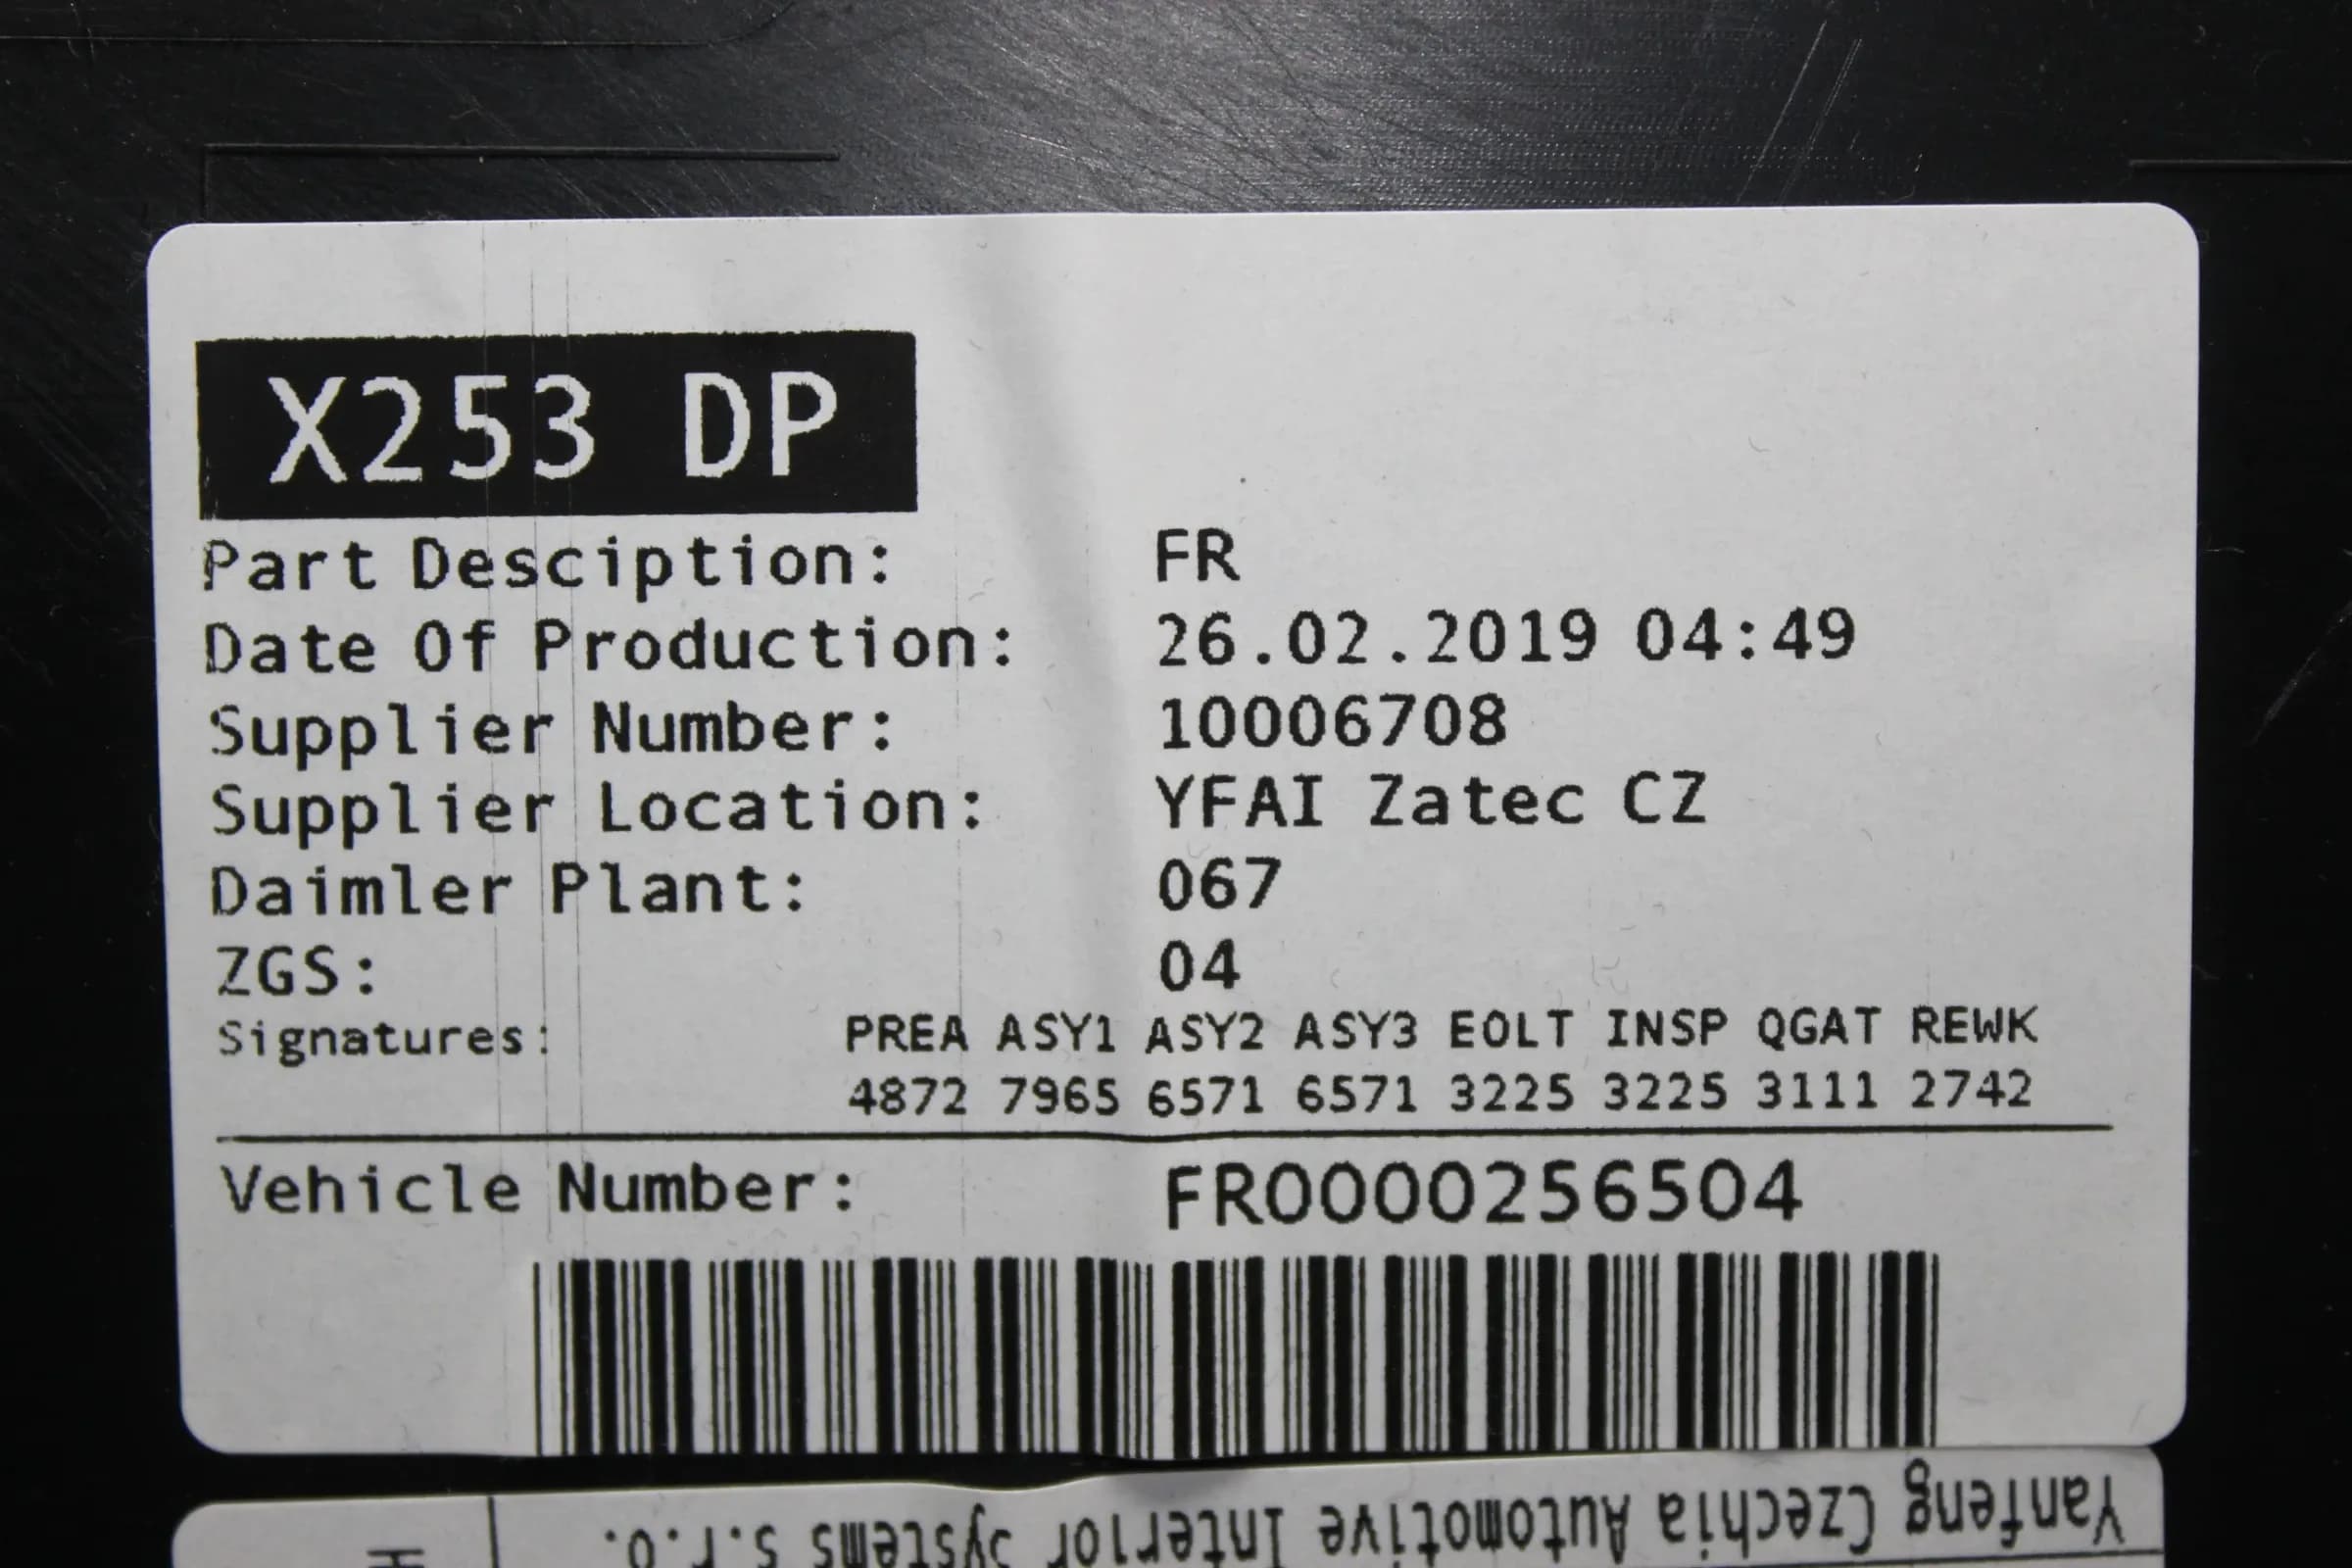 X253 DP
Part Desciption: FR
Date Of Production: 26.02.2019 04:49
Supplier Number: 10006708
Supplier Location: YFAI Zatec CZ
Daimler Plant: 067
ZGS: 04
Signatures: PREA ASY1 ASY2 ASY3 EOLT INSP QGAT REWK
4872 7965 6571 6571 3225 3225 3111 2742
Vehicle Number: FR0000256504
Yanfeng Czechia Automotive Interior Systems s.r.o.